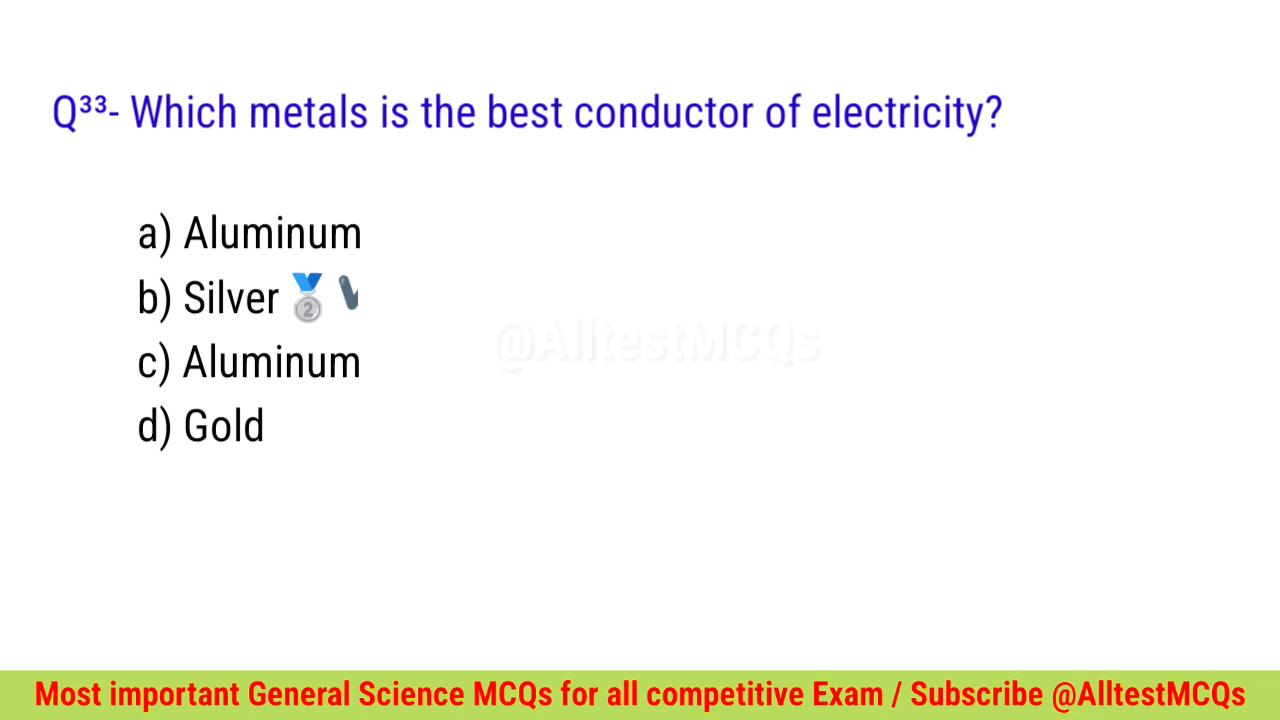 Q³³- Which metals is the best conductor of electricity?
a) Aluminum
b) Silver🥈✔
c) Aluminum
d) Gold
@AlltestMCQs
Most important General Science MCQs for all competitive Exam / Subscribe @AlltestMCQs